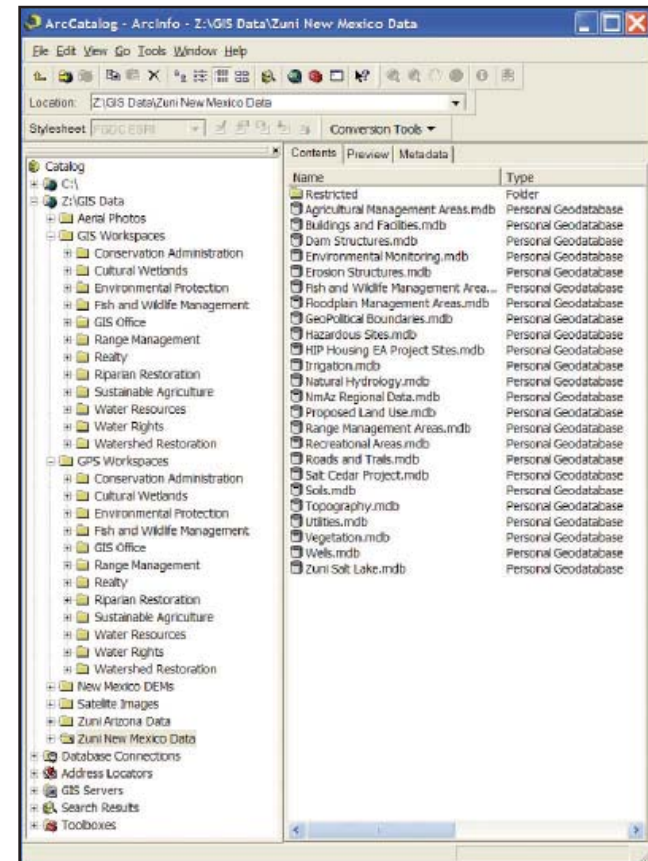 ArcCatalog - ArcInfo - Z:\GIS Data\Zuni New Mexico Data
File Edit View Go Tools Window Help
Location: Z:\GIS Data\Zuni New Mexico Data
Stylesheet FGDC ESRI Conversion Tools
Catalog
C:\
Z:\GIS Data
Aerial Photos
GIS Workspaces
Conservation Administration
Cultural Wetlands
Environmental Protection
Fish and Wildlife Management
GIS Office
Range Management
Realty
Riparian Restoration
Sustainable Agriculture
Water Resources
Water Rights
Watershed Restoration
GPS Workspaces
Conservation Administration
Cultural Wetlands
Environmental Protection
Fish and Wildlife Management
GIS Office
Range Management
Realty
Riparian Restoration
Sustainable Agriculture
Water Resources
Water Rights
Watershed Restoration
New Mexico DEMs
Satellite Images
Zuni Arizona Data
Zuni New Mexico Data
Database Connections
Address Locators
GIS Servers
Search Results
Toolboxes
Contents Preview Metadata
Name Type
Restricted Folder
Agricultural Management Areas.mdb Personal Geodatabase
Buildings and Facilities.mdb Personal Geodatabase
Dam Structures.mdb Personal Geodatabase
Environmental Monitoring.mdb Personal Geodatabase
Erosion Structures.mdb Personal Geodatabase
Fish and Wildlife Management Area... Personal Geodatabase
Floodplain Management Areas.mdb Personal Geodatabase
GeoPolitical Boundaries.mdb Personal Geodatabase
Hazardous Sites.mdb Personal Geodatabase
HIP Housing EA Project Sites.mdb Personal Geodatabase
Irrigation.mdb Personal Geodatabase
Natural Hydrology.mdb Personal Geodatabase
NmAz Regional Data.mdb Personal Geodatabase
Proposed Land Use.mdb Personal Geodatabase
Range Management Areas.mdb Personal Geodatabase
Recreational Areas.mdb Personal Geodatabase
Roads and Trails.mdb Personal Geodatabase
Salt Cedar Project.mdb Personal Geodatabase
Soils.mdb Personal Geodatabase
Topography.mdb Personal Geodatabase
Utilities.mdb Personal Geodatabase
Vegetation.mdb Personal Geodatabase
Wells.mdb Personal Geodatabase
Zuni Salt Lake.mdb Personal Geodatabase